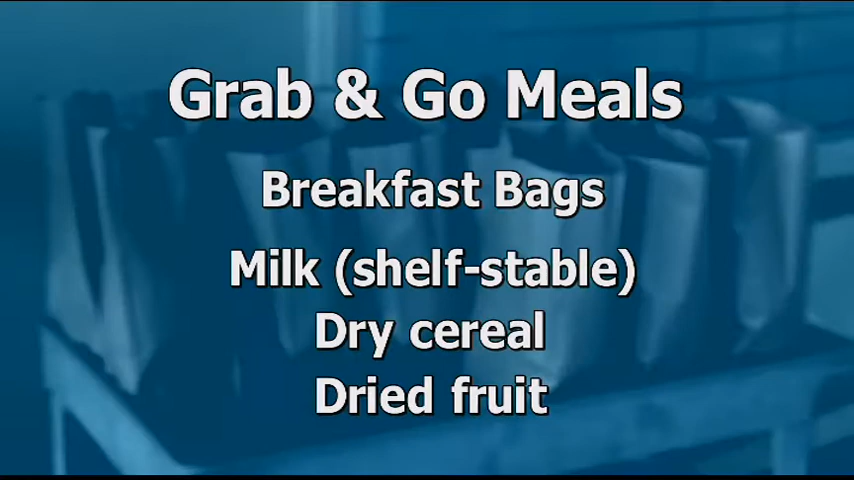 Grab & Go Meals
Breakfast Bags
Milk (shelf-stable)
Dry cereal
Dried fruit